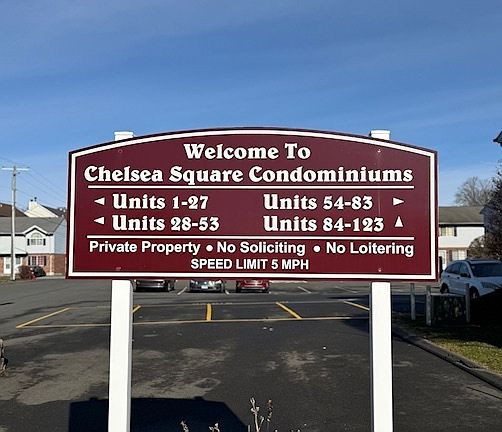 Welcome To
Chelsea Square Condominiums
◄ Units 1-27 Units 54-83 ►
◄ Units 28-53 Units 84-123 ▲
Private Property • No Soliciting • No Loitering
SPEED LIMIT 5 MPH